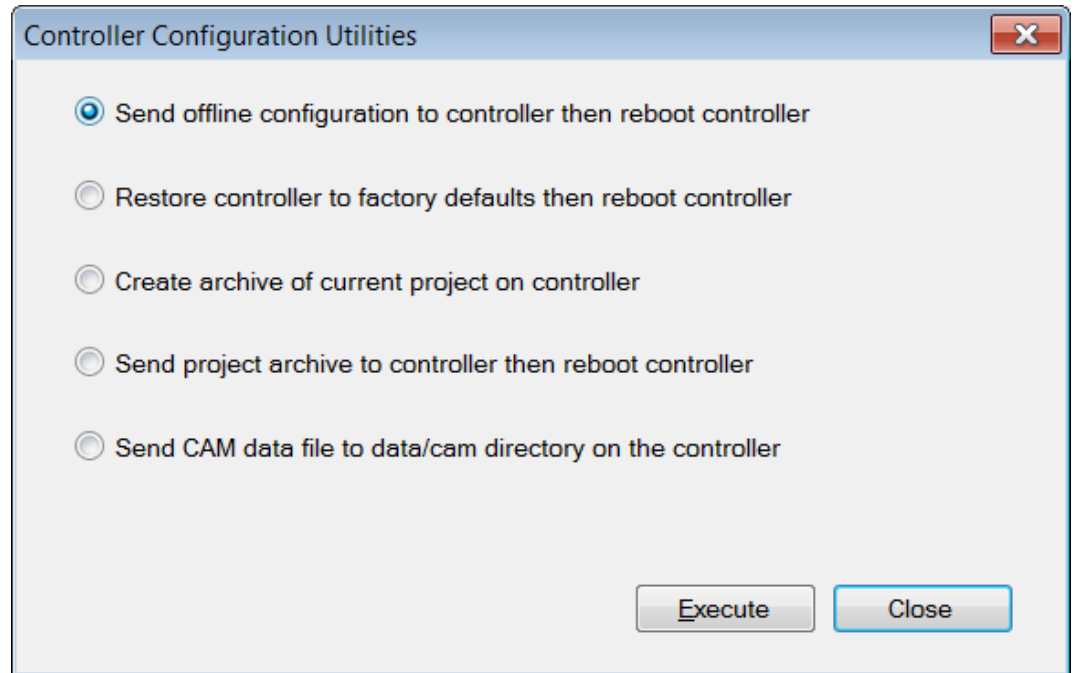 Controller Configuration Utilities
Send offline configuration to controller then reboot controller
Restore controller to factory defaults then reboot controller
Create archive of current project on controller
Send project archive to controller then reboot controller
Send CAM data file to data/cam directory on the controller
Execute Close